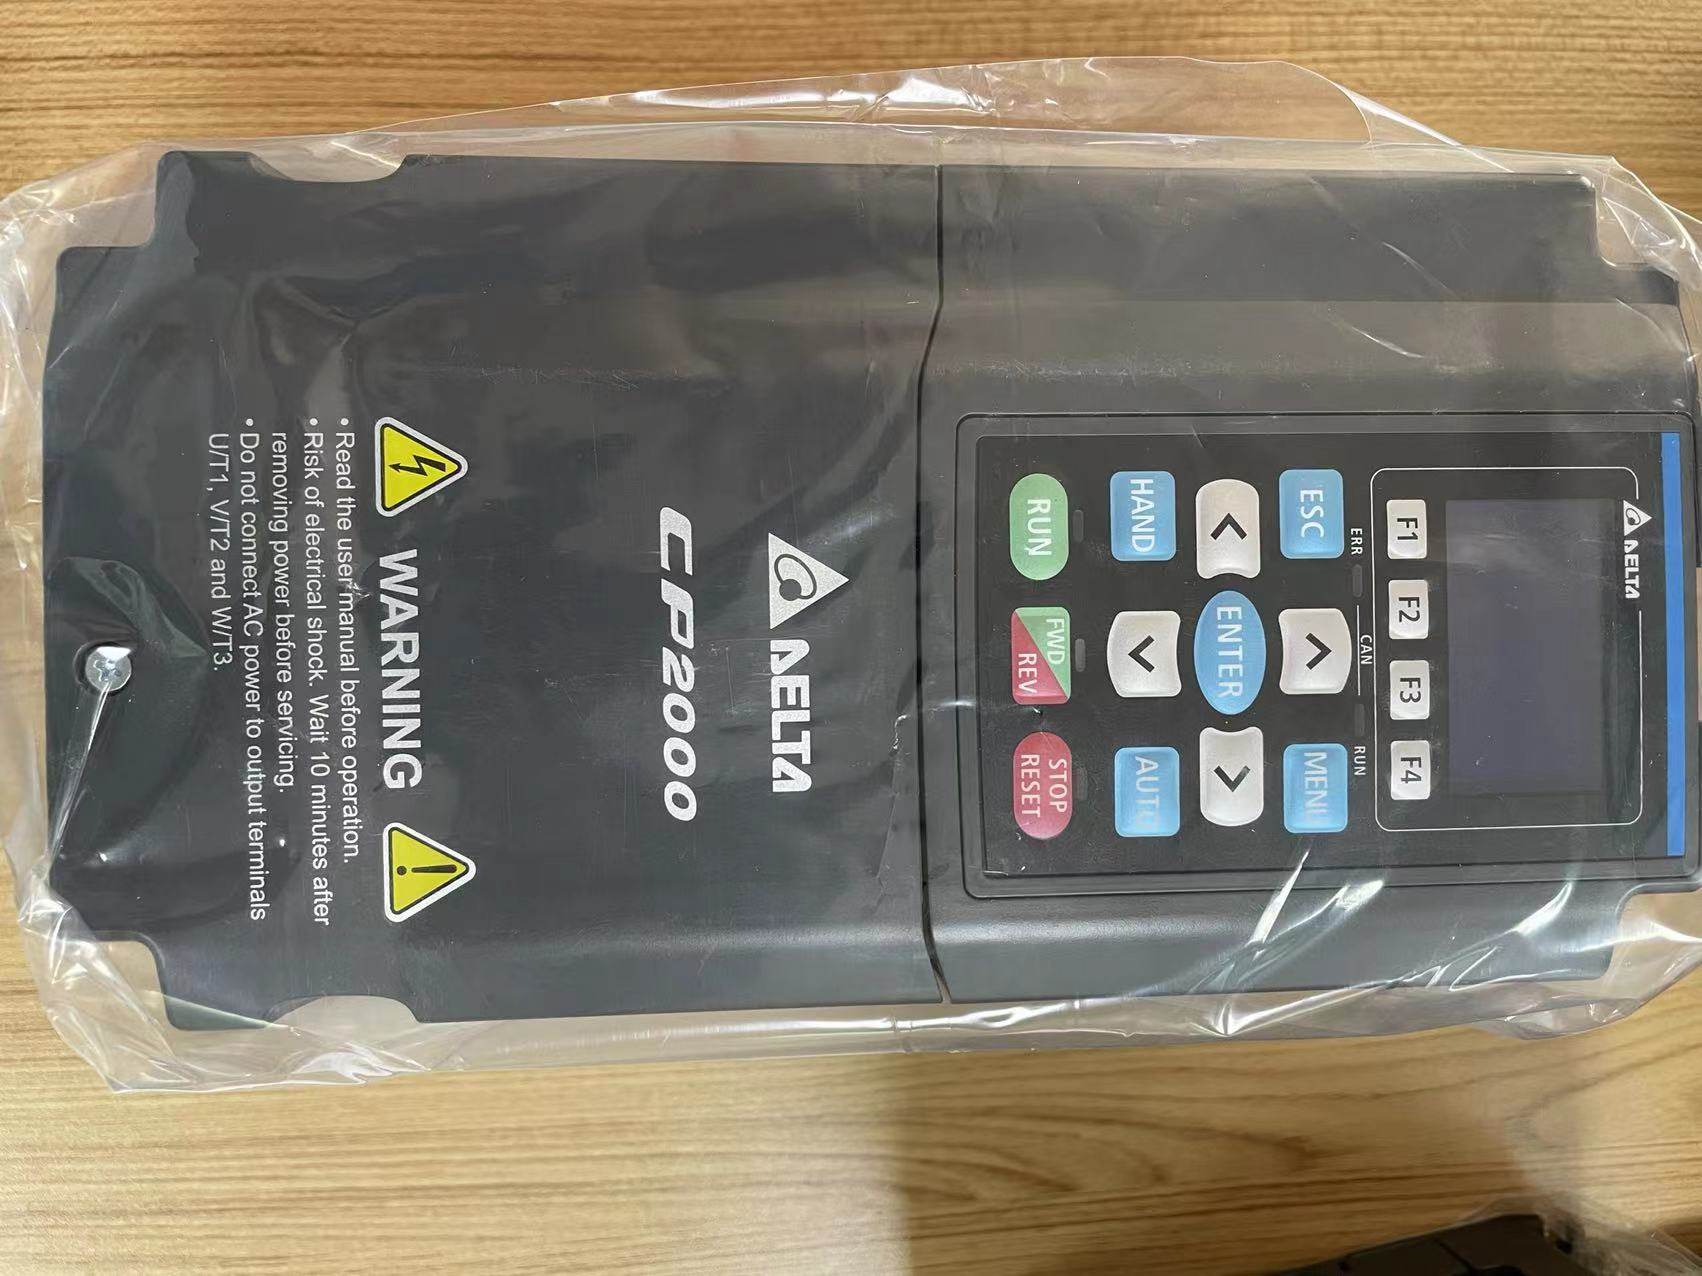 DELTA
F1 F2 F3 F4
ERR CAN RUN
ESC MENU
ENTER
HAND AUTO
RUN FWD REV STOP RESET
DELTA
CP2000
WARNING
• Read the user manual before operation.
• Risk of electrical shock. Wait 10 minutes after
removing power before servicing.
• Do not connect AC power to output terminals
U/T1, V/T2 and W/T3.